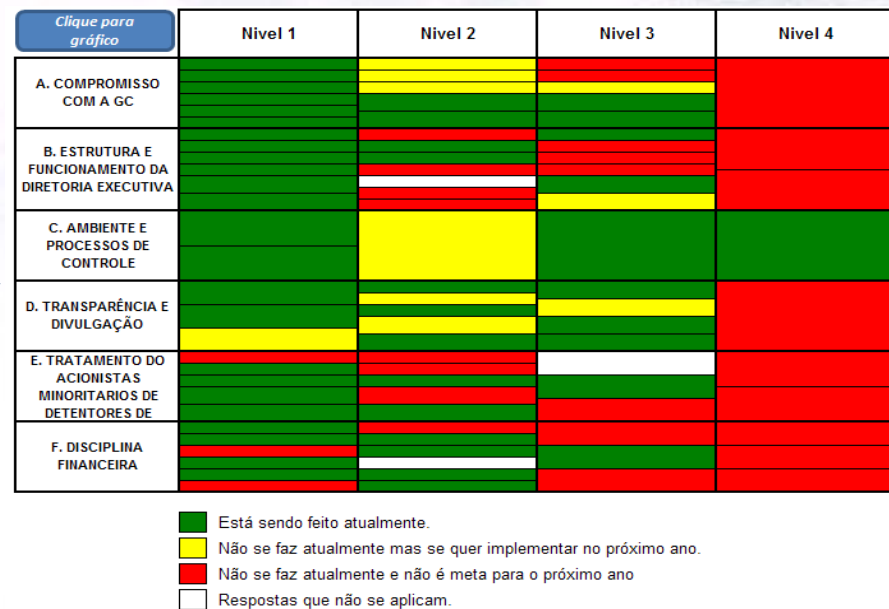 Clique para
gráfico
Nivel 1
Nivel 2
Nivel 3
Nivel 4
A. COMPROMISSO
COM A GC
B. ESTRUTURA E
FUNCIONAMENTO DA
DIRETORIA EXECUTIVA
C. AMBIENTE E
PROCESSOS DE
CONTROLE
D. TRANSPARÊNCIA E
DIVULGAÇÃO
E. TRATAMENTO DO
ACIONISTAS
MINORITARIOS DE
DETENTORES DE
F. DISCIPLINA
FINANCEIRA
Está sendo feito atualmente.
Não se faz atualmente mas se quer implementar no próximo ano.
Não se faz atualmente e não é meta para o próximo ano
Respostas que não se aplicam.